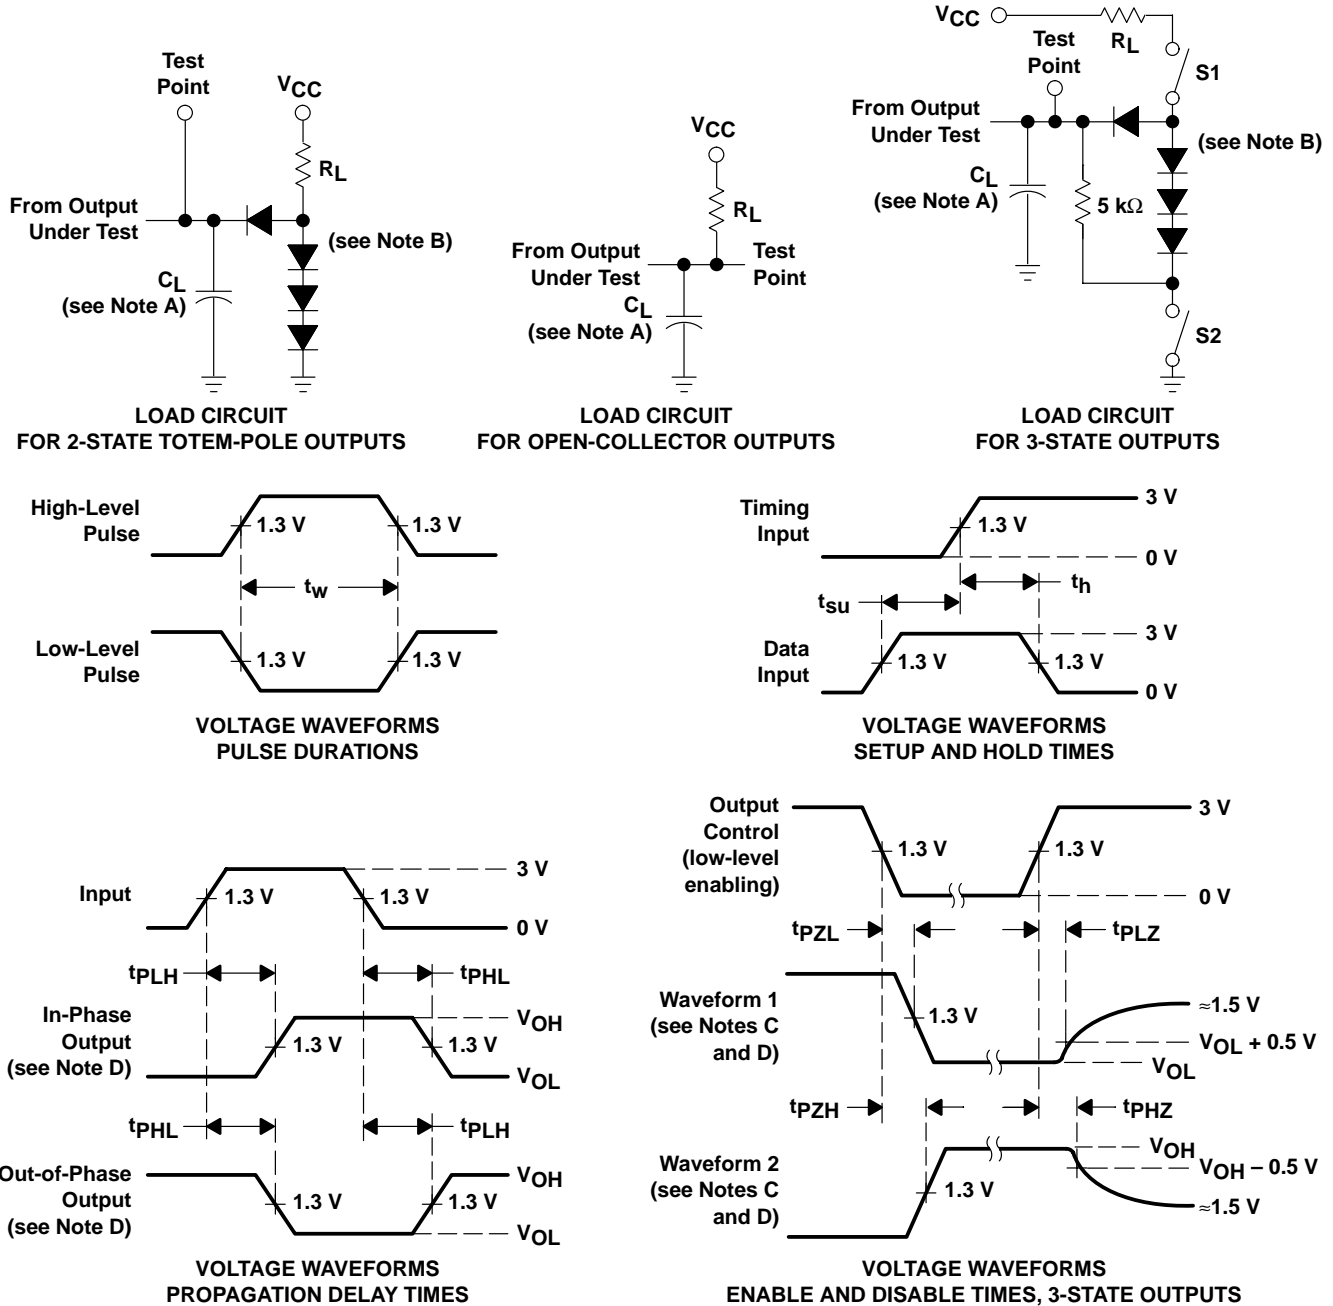 Test
Point
VCC
RL
From Output
Under Test
(see Note B)
CL
(see Note A)
LOAD CIRCUIT
FOR 2-STATE TOTEM-POLE OUTPUTS
VCC
RL
From Output
Under Test
Test
Point
CL
(see Note A)
LOAD CIRCUIT
FOR OPEN-COLLECTOR OUTPUTS
VCC
RL
Test
Point
S1
From Output
Under Test
(see Note B)
CL
(see Note A)
5 kΩ
S2
LOAD CIRCUIT
FOR 3-STATE OUTPUTS
High-Level
Pulse
1.3 V
1.3 V
tw
Low-Level
Pulse
1.3 V
1.3 V
VOLTAGE WAVEFORMS
PULSE DURATIONS
Timing
Input
1.3 V
3 V
0 V
tsu
th
Data
Input
1.3 V
1.3 V
3 V
0 V
VOLTAGE WAVEFORMS
SETUP AND HOLD TIMES
Input
1.3 V
1.3 V
3 V
0 V
tPLH
tPHL
In-Phase
Output
(see Note D)
1.3 V
1.3 V
VOH
VOL
tPHL
tPLH
Out-of-Phase
Output
(see Note D)
1.3 V
1.3 V
VOH
VOL
VOLTAGE WAVEFORMS
PROPAGATION DELAY TIMES
Output
Control
(low-level
enabling)
1.3 V
1.3 V
3 V
0 V
tPZL
tPLZ
Waveform 1
(see Notes C
and D)
1.3 V
≈1.5 V
VOL + 0.5 V
VOL
tPZH
tPHZ
Waveform 2
(see Notes C
and D)
1.3 V
VOH
VOH – 0.5 V
≈1.5 V
VOLTAGE WAVEFORMS
ENABLE AND DISABLE TIMES, 3-STATE OUTPUTS